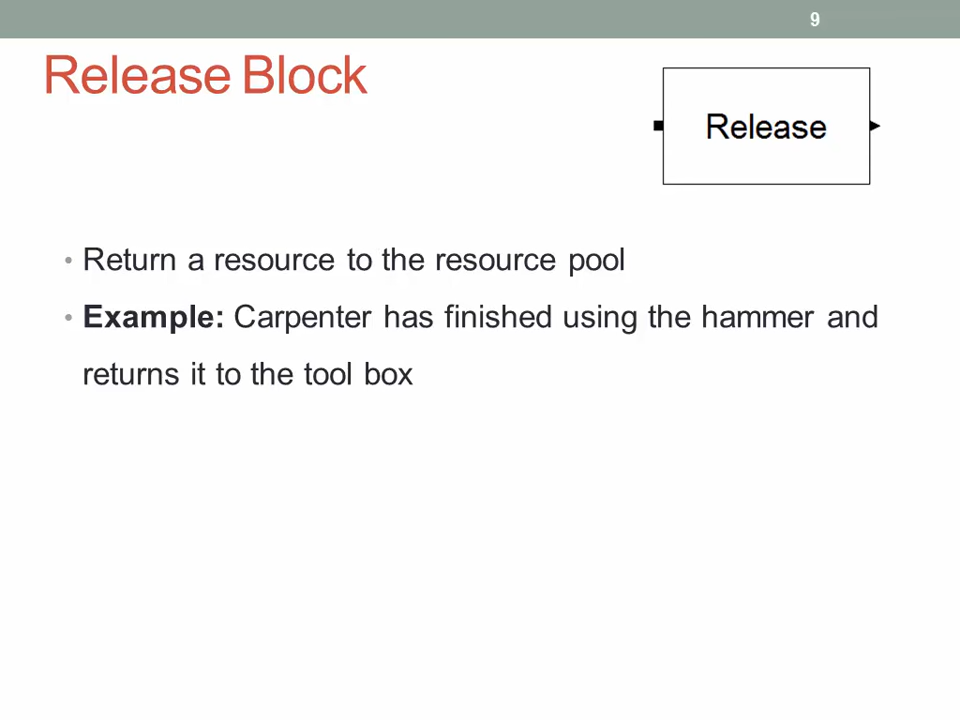 9
Release Block
Release
• Return a resource to the resource pool
• Example: Carpenter has finished using the hammer and
returns it to the tool box